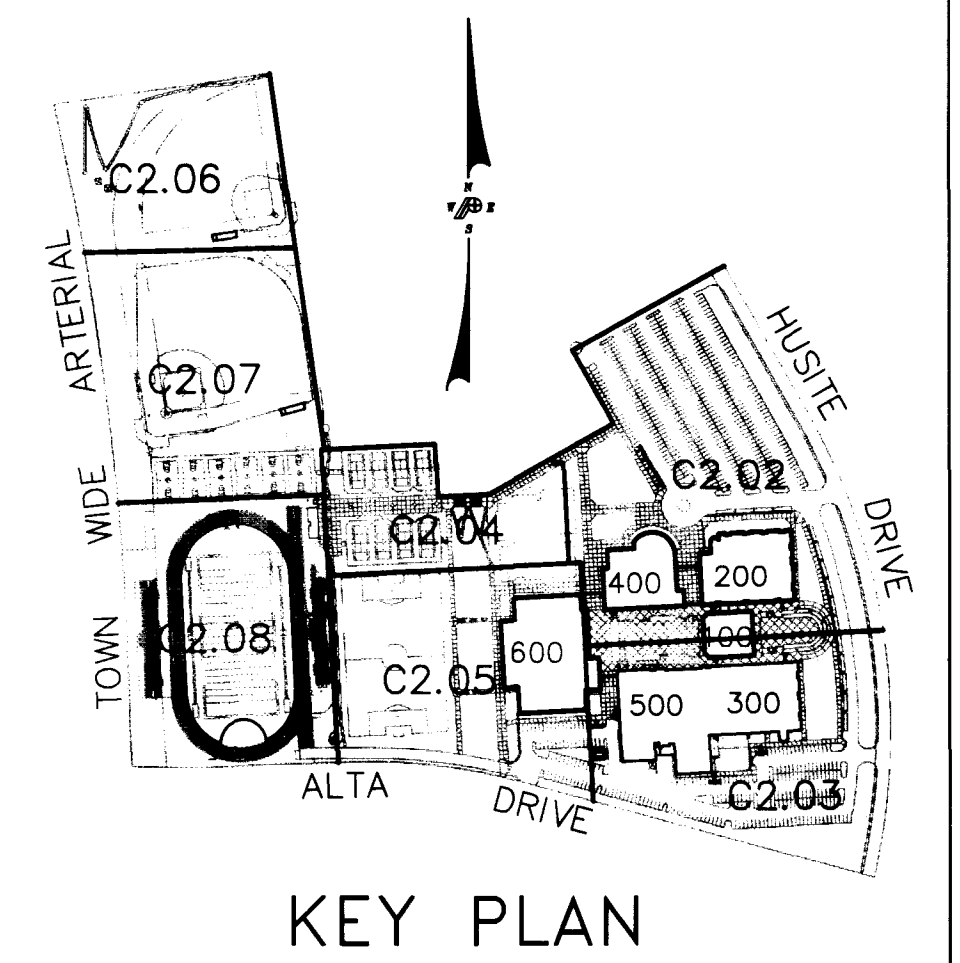 N
W E
S
C2.06
ARTERIAL
HUSITE
C2.07
C2.02
WIDE
DRIVE
C2.04
400
200
C2.08
100
TOWN
600
C2.05
500
300
ALTA
DRIVE
C2.03
KEY PLAN